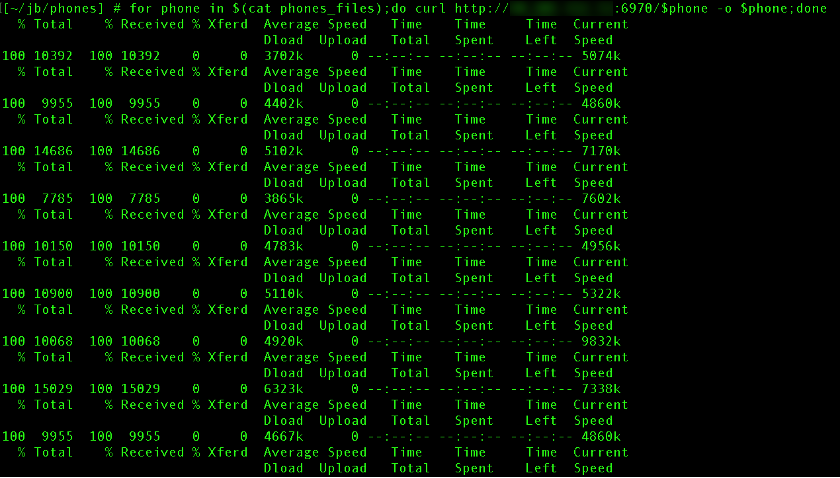 [~/jb/phones] # for phone in $(cat phones_files);do curl http:// :6970/$phone -o $phone;done
% Total % Received % Xferd Average Speed Time Time Time Current
Dload Upload Total Spent Left Speed
100 10392 100 10392 0 0 3702k 0 --:--:-- --:--:-- --:--:-- 5074k
% Total % Received % Xferd Average Speed Time Time Time Current
Dload Upload Total Spent Left Speed
100 9955 100 9955 0 0 4402k 0 --:--:-- --:--:-- --:--:-- 4860k
% Total % Received % Xferd Average Speed Time Time Time Current
Dload Upload Total Spent Left Speed
100 14686 100 14686 0 0 5102k 0 --:--:-- --:--:-- --:--:-- 7170k
% Total % Received % Xferd Average Speed Time Time Time Current
Dload Upload Total Spent Left Speed
100 7785 100 7785 0 0 3865k 0 --:--:-- --:--:-- --:--:-- 7602k
% Total % Received % Xferd Average Speed Time Time Time Current
Dload Upload Total Spent Left Speed
100 10150 100 10150 0 0 4783k 0 --:--:-- --:--:-- --:--:-- 4956k
% Total % Received % Xferd Average Speed Time Time Time Current
Dload Upload Total Spent Left Speed
100 10900 100 10900 0 0 5110k 0 --:--:-- --:--:-- --:--:-- 5322k
% Total % Received % Xferd Average Speed Time Time Time Current
Dload Upload Total Spent Left Speed
100 10068 100 10068 0 0 4920k 0 --:--:-- --:--:-- --:--:-- 9832k
% Total % Received % Xferd Average Speed Time Time Time Current
Dload Upload Total Spent Left Speed
100 15029 100 15029 0 0 6323k 0 --:--:-- --:--:-- --:--:-- 7338k
% Total % Received % Xferd Average Speed Time Time Time Current
Dload Upload Total Spent Left Speed
100 9955 100 9955 0 0 4667k 0 --:--:-- --:--:-- --:--:-- 4860k
% Total % Received % Xferd Average Speed Time Time Time Current
Dload Upload Total Spent Left Speed